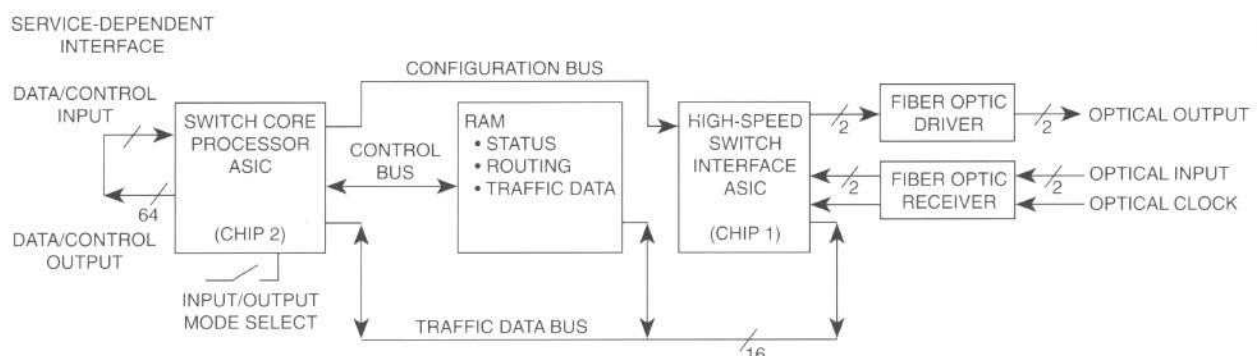 SERVICE-DEPENDENT
INTERFACE
DATA/CONTROL
INPUT
64
DATA/CONTROL
OUTPUT
SWITCH CORE
PROCESSOR
ASIC
(CHIP 2)
INPUT/OUTPUT
MODE SELECT
CONFIGURATION BUS
CONTROL
BUS
RAM
• STATUS
• ROUTING
• TRAFFIC DATA
TRAFFIC DATA BUS
16
HIGH-SPEED
SWITCH
INTERFACE
ASIC
(CHIP 1)
2
FIBER OPTIC
DRIVER
2
OPTICAL OUTPUT
2
FIBER OPTIC
RECEIVER
2
OPTICAL INPUT
OPTICAL CLOCK